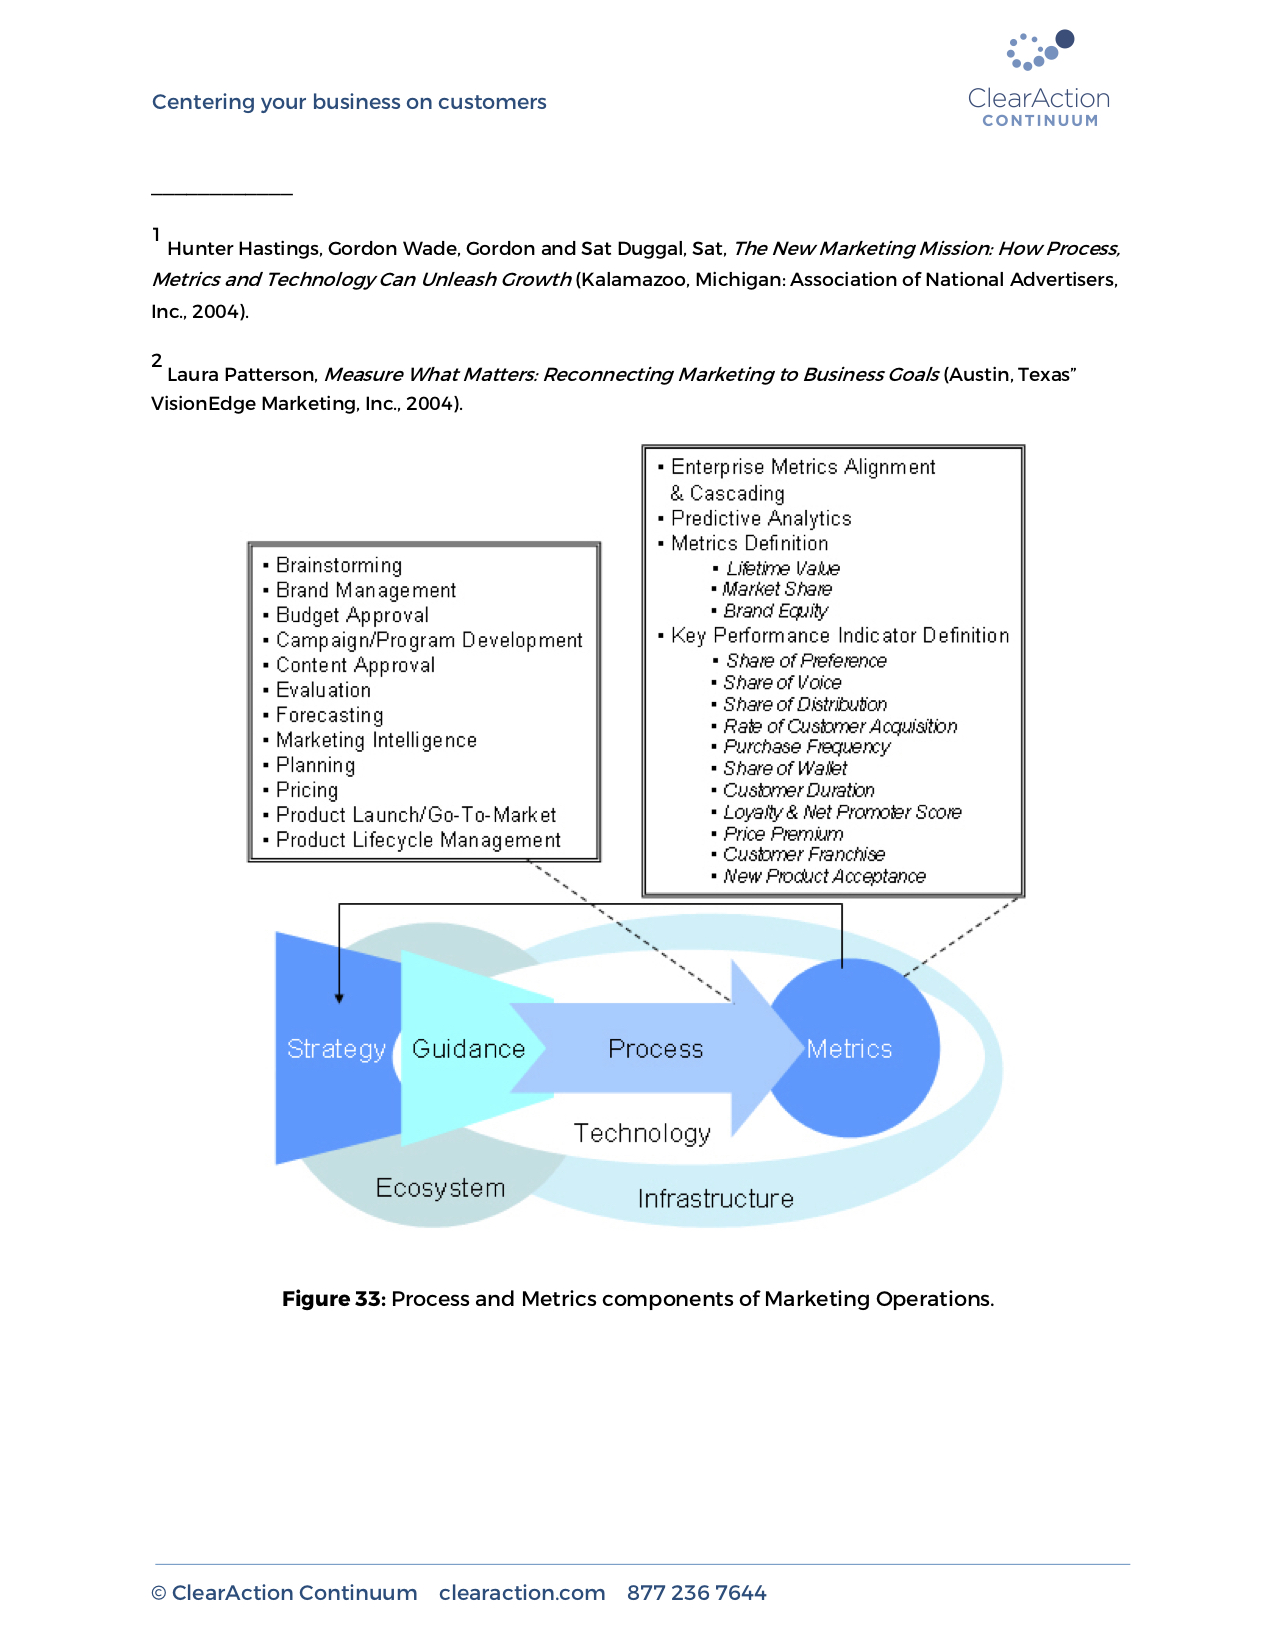 Centering your business on customers
ClearAction
CONTINUUM
____________
1 Hunter Hastings, Gordon Wade, Gordon and Sat Duggal, Sat, The New Marketing Mission: How Process,
Metrics and Technology Can Unleash Growth (Kalamazoo, Michigan: Association of National Advertisers,
Inc., 2004).
2 Laura Patterson, Measure What Matters: Reconnecting Marketing to Business Goals (Austin, Texas”
VisionEdge Marketing, Inc., 2004).
▪ Brainstorming
▪ Brand Management
▪ Budget Approval
▪ Campaign/Program Development
▪ Content Approval
▪ Evaluation
▪ Forecasting
▪ Marketing Intelligence
▪ Planning
▪ Pricing
▪ Product Launch/Go-To-Market
▪ Product Lifecycle Management
▪ Enterprise Metrics Alignment
& Cascading
▪ Predictive Analytics
▪ Metrics Definition
▪ Lifetime Value
▪ Market Share
▪ Brand Equity
▪ Key Performance Indicator Definition
▪ Share of Preference
▪ Share of Voice
▪ Share of Distribution
▪ Rate of Customer Acquisition
▪ Purchase Frequency
▪ Share of Wallet
▪ Customer Duration
▪ Loyalty & Net Promoter Score
▪ Price Premium
▪ Customer Franchise
▪ New Product Acceptance
Strategy
Guidance
Process
Metrics
Technology
Ecosystem
Infrastructure
Figure 33: Process and Metrics components of Marketing Operations.
© ClearAction Continuum clearaction.com 877 236 7644